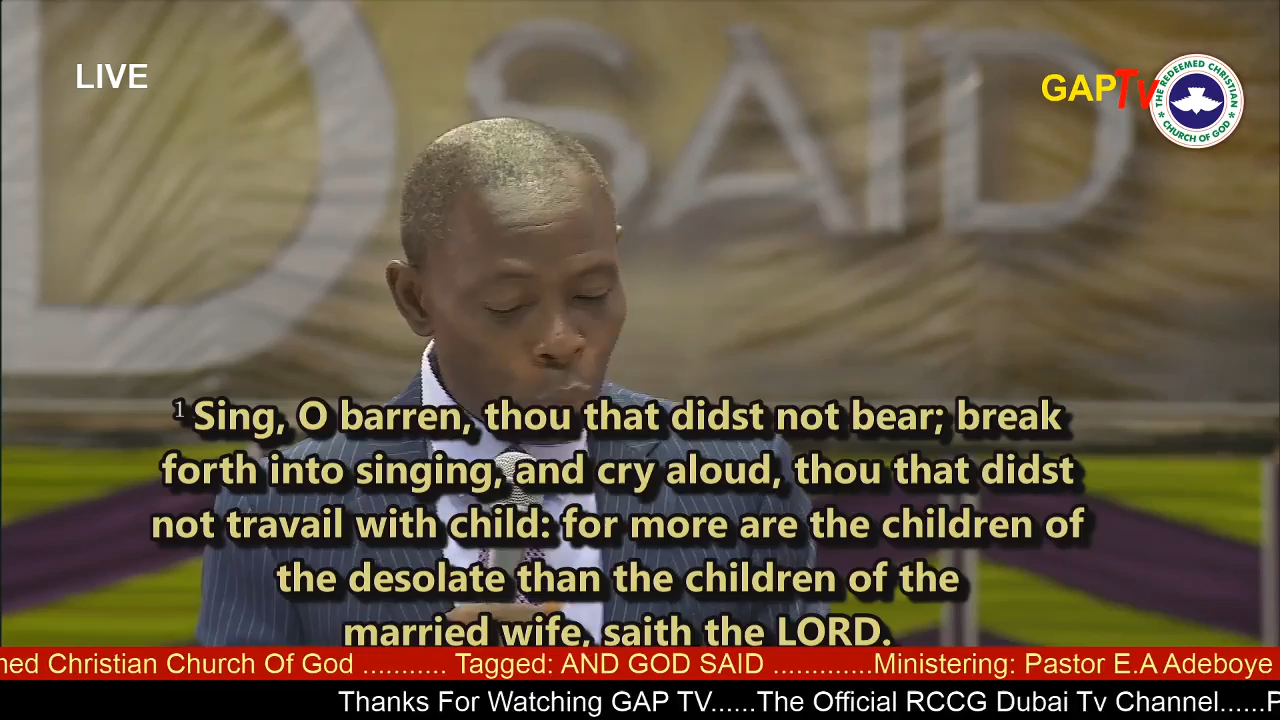 D SAID
LIVE
GAPTv
THE REDEEMED CHRISTIAN
CHURCH OF GOD
1 Sing, O barren, thou that didst not bear; break
forth into singing, and cry aloud, thou that didst
not travail with child: for more are the children of
the desolate than the children of the
married wife, saith the LORD.
ned Christian Church Of God ........... Tagged: AND GOD SAID .............Ministering: Pastor E.A Adeboye
Thanks For Watching GAP TV......The Official RCCG Dubai Tv Channel......P